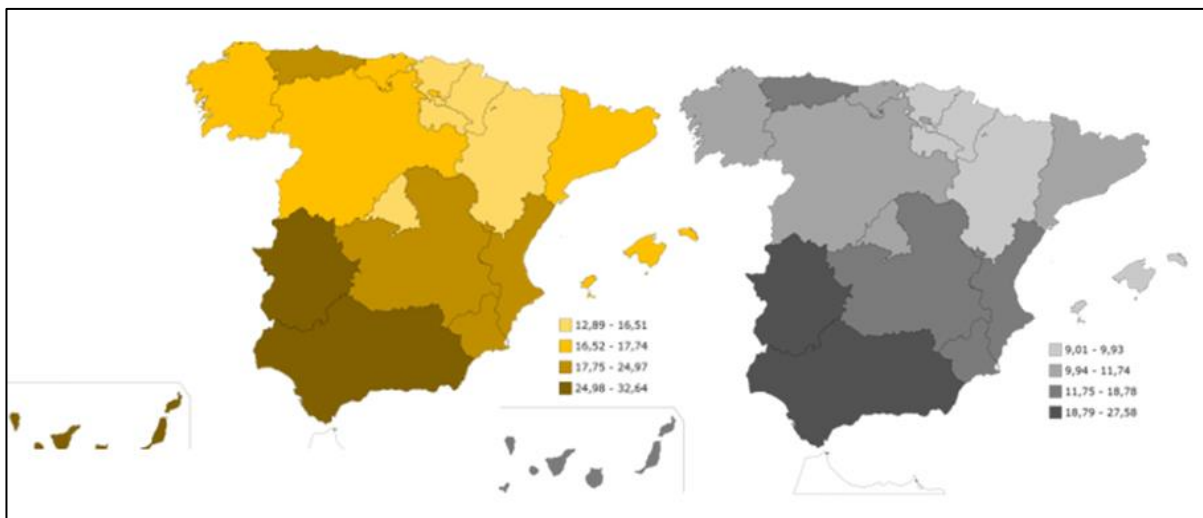 12,89 - 16,51
16,52 - 17,74
17,75 - 24,97
24,98 - 32,64
9,01 - 9,93
9,94 - 11,74
11,75 - 18,78
18,79 - 27,58